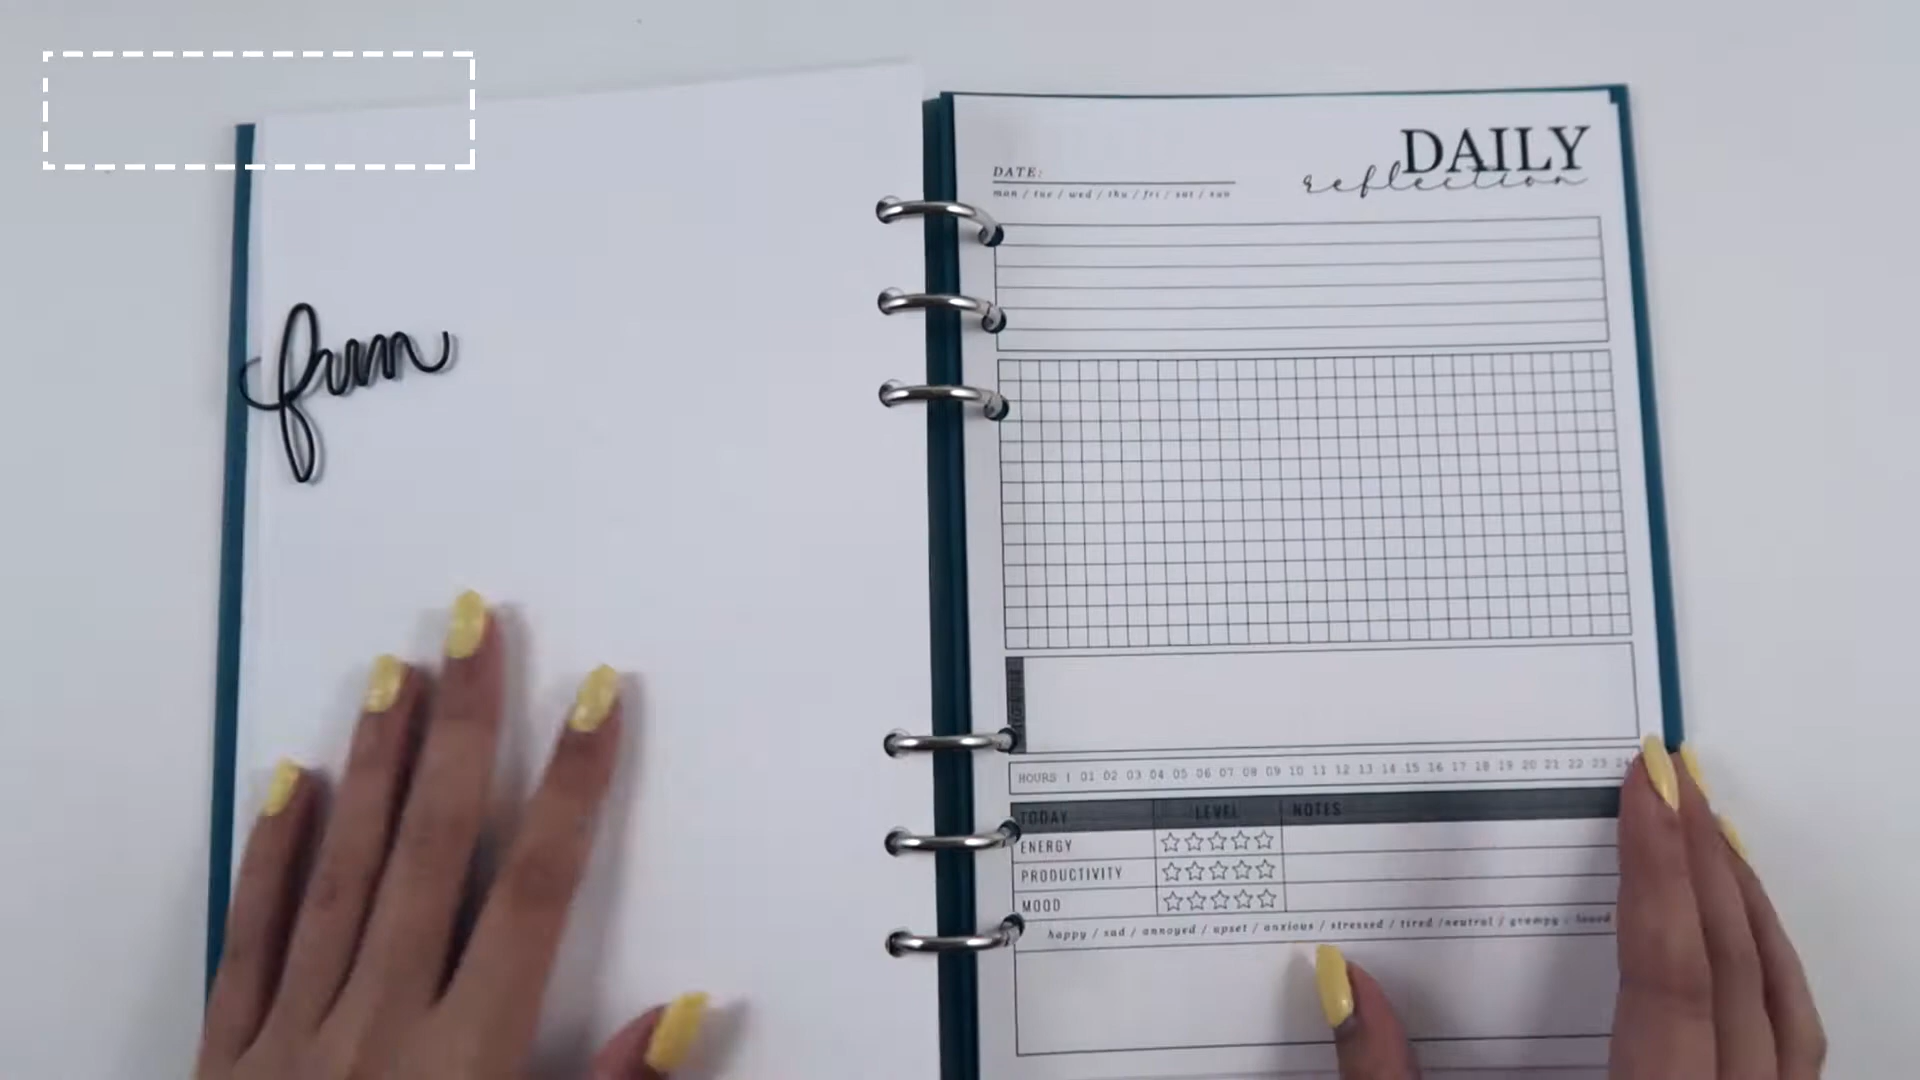 fun
DAILY
reflection
DATE:
mon / tue / wed / thu / fri / sat / sun
HOURS | 01 02 03 04 05 06 07 08 09 10 11 12 13 14 15 16 17 18 19 20 21 22 23 24
TODAY LEVEL NOTES
ENERGY
PRODUCTIVITY
MOOD
happy / sad / annoyed / upset / anxious / stressed / tired / neutral / grumpy / loved